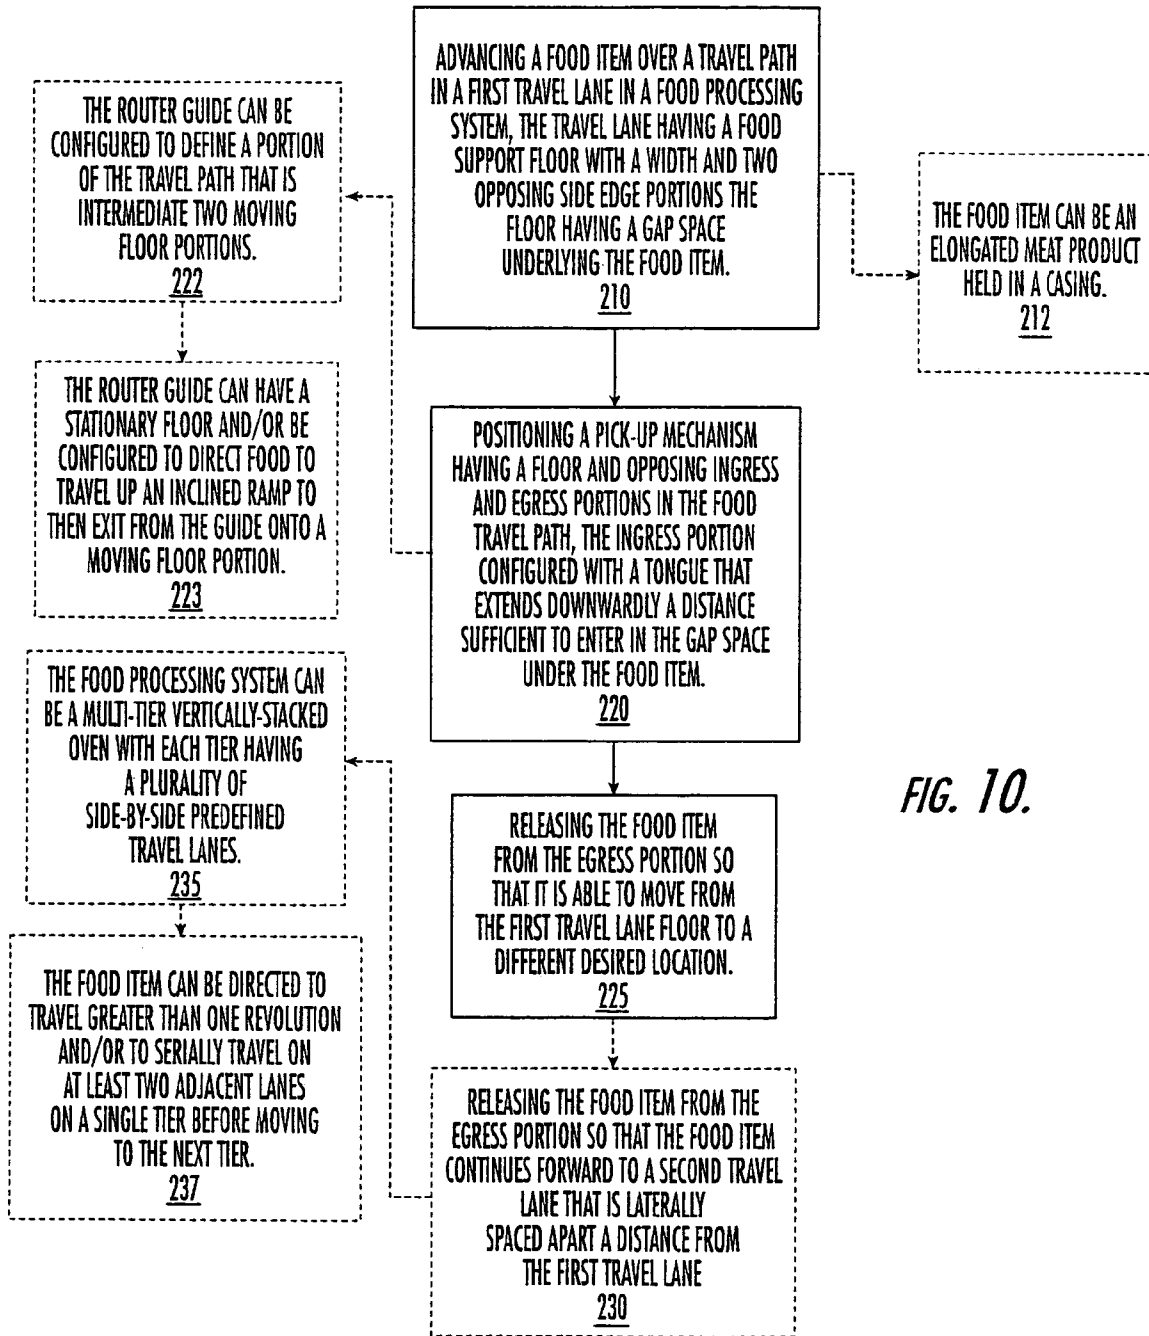 ADVANCING A FOOD ITEM OVER A TRAVEL PATH
IN A FIRST TRAVEL LANE IN A FOOD PROCESSING
SYSTEM, THE TRAVEL LANE HAVING A FOOD
SUPPORT FLOOR WITH A WIDTH AND TWO
OPPOSING SIDE EDGE PORTIONS THE
FLOOR HAVING A GAP SPACE
UNDERLYING THE FOOD ITEM.
210
THE FOOD ITEM CAN BE AN
ELONGATED MEAT PRODUCT
HELD IN A CASING.
212
POSITIONING A PICK-UP MECHANISM
HAVING A FLOOR AND OPPOSING INGRESS
AND EGRESS PORTIONS IN THE FOOD
TRAVEL PATH, THE INGRESS PORTION
CONFIGURED WITH A TONGUE THAT
EXTENDS DOWNWARDLY A DISTANCE
SUFFICIENT TO ENTER IN THE GAP SPACE
UNDER THE FOOD ITEM.
220
THE ROUTER GUIDE CAN BE
CONFIGURED TO DEFINE A PORTION
OF THE TRAVEL PATH THAT IS
INTERMEDIATE TWO MOVING
FLOOR PORTIONS.
222
THE ROUTER GUIDE CAN HAVE A
STATIONARY FLOOR AND/OR BE
CONFIGURED TO DIRECT FOOD TO
TRAVEL UP AN INCLINED RAMP TO
THEN EXIT FROM THE GUIDE ONTO A
MOVING FLOOR PORTION.
223
RELEASING THE FOOD ITEM
FROM THE EGRESS PORTION SO
THAT IT IS ABLE TO MOVE FROM
THE FIRST TRAVEL LANE FLOOR TO A
DIFFERENT DESIRED LOCATION.
225
RELEASING THE FOOD ITEM FROM THE
EGRESS PORTION SO THAT THE FOOD ITEM
CONTINUES FORWARD TO A SECOND TRAVEL
LANE THAT IS LATERALLY
SPACED APART A DISTANCE FROM
THE FIRST TRAVEL LANE
230
THE FOOD PROCESSING SYSTEM CAN
BE A MULTI-TIER VERTICALLY-STACKED
OVEN WITH EACH TIER HAVING
A PLURALITY OF
SIDE-BY-SIDE PREDEFINED
TRAVEL LANES.
235
THE FOOD ITEM CAN BE DIRECTED TO
TRAVEL GREATER THAN ONE REVOLUTION
AND/OR TO SERIALLY TRAVEL ON
AT LEAST TWO ADJACENT LANES
ON A SINGLE TIER BEFORE MOVING
TO THE NEXT TIER.
237
FIG. 10.